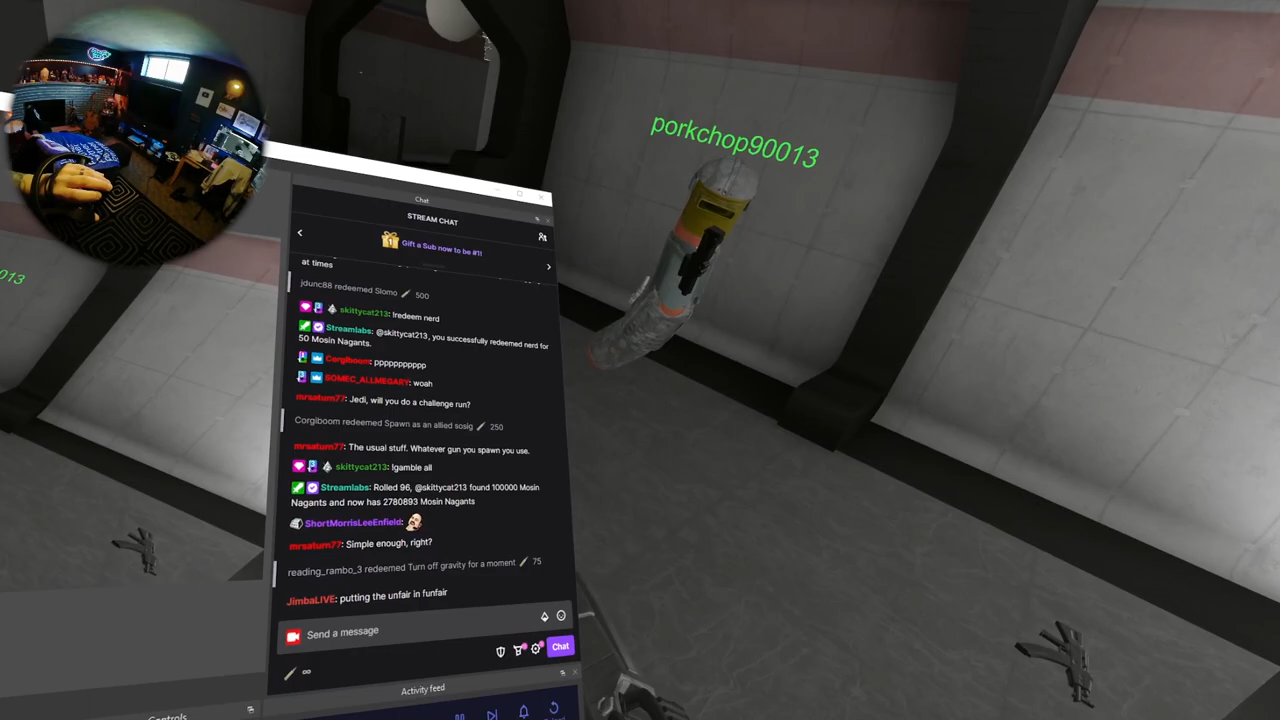 porkchop90013
013
Chat
STREAM CHAT
Gift a Sub now to be #1!
at times
jdunc88 redeemed Slomo 500
skittycat213: !redeem nerd
Streamlabs: @skittycat213, you successfully redeemed nerd for
50 Mosin Nagants.
Corgiboom: ppppppppppp
SOMEC_ALLMEGARY: woah
mrsaturn77: Jedi, will you do a challenge run?
Corgiboom redeemed Spawn as an allied sosig 250
mrsaturn77: The usual stuff. Whatever gun you spawn you use.
skittycat213: !gamble all
Streamlabs: Rolled 96, @skittycat213 found 100000 Mosin
Nagants and now has 2780893 Mosin Nagants
ShortMorrisLeeEnfield:
mrsaturn77: Simple enough, right?
reading_rambo_3 redeemed Turn off gravity for a moment 75
JimbaLIVE: putting the unfair in funfair
Send a message
∞
Chat
Activity feed
Controls